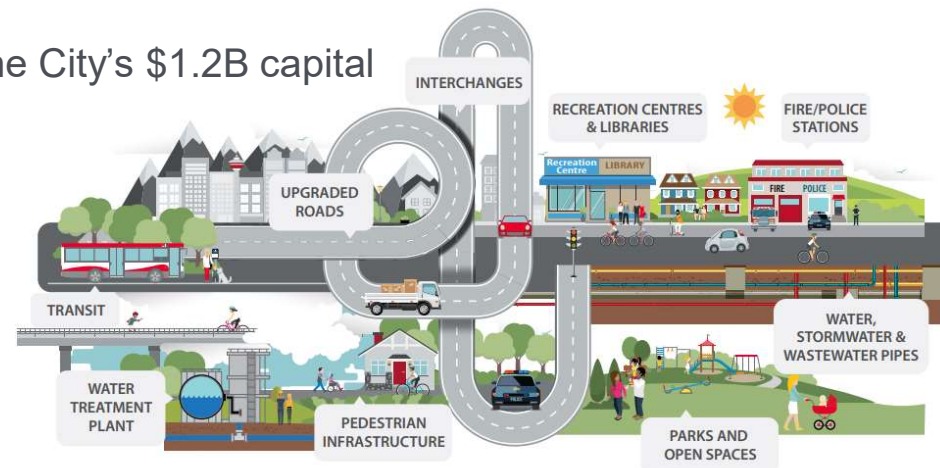 he City's $1.2B capital
INTERCHANGES
RECREATION CENTRES
& LIBRARIES
FIRE/POLICE
STATIONS
Recreation
Centre
LIBRARY
FIRE
POLICE
UPGRADED
ROADS
TRANSIT
WATER,
STORMWATER &
WASTEWATER PIPES
WATER
TREATMENT
PLANT
PEDESTRIAN
INFRASTRUCTURE
POLICE
PARKS AND
OPEN SPACES